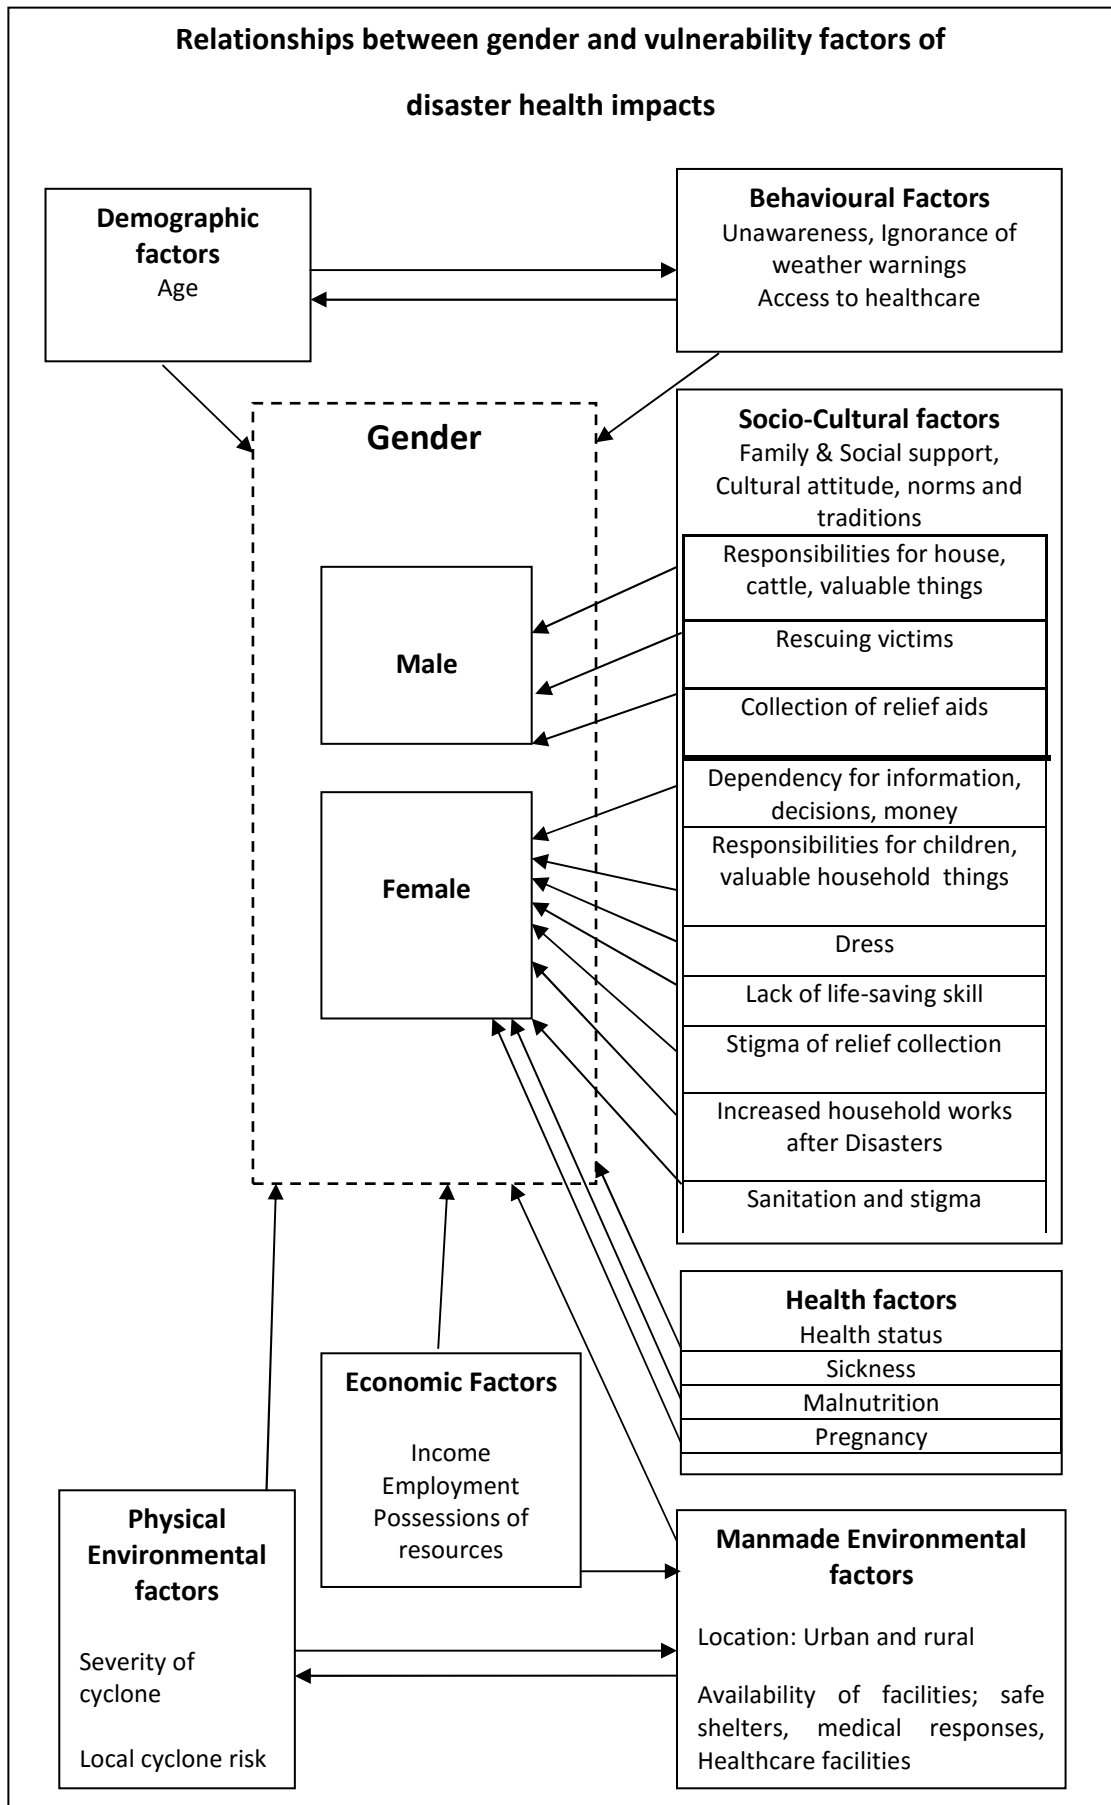 Relationships between gender and vulnerability factors of
disaster health impacts
Demographic
factors
Age
Behavioural Factors
Unawareness, Ignorance of
weather warnings
Access to healthcare
Gender
Male
Female
Socio-Cultural factors
Family & Social support,
Cultural attitude, norms and
traditions
Responsibilities for house,
cattle, valuable things
Rescuing victims
Collection of relief aids
Dependency for information,
decisions, money
Responsibilities for children,
valuable household things
Dress
Lack of life-saving skill
Stigma of relief collection
Increased household works
after Disasters
Sanitation and stigma
Health factors
Health status
Sickness
Malnutrition
Pregnancy
Economic Factors
Income
Employment
Possessions of
resources
Physical
Environmental
factors
Severity of
cyclone
Local cyclone risk
Manmade Environmental
factors
Location: Urban and rural
Availability of facilities; safe
shelters, medical responses,
Healthcare facilities